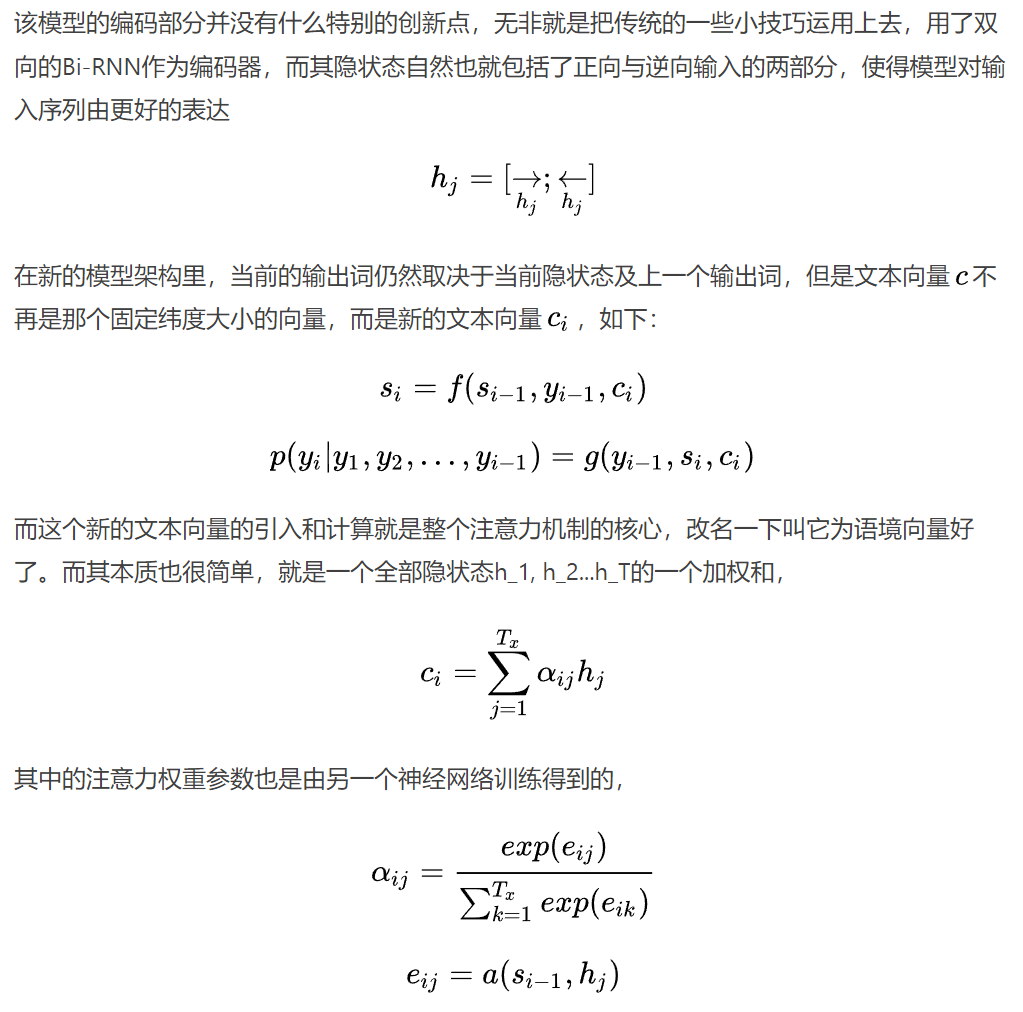 该模型的编码部分并没有什么特别的创新点，无非就是把传统的一些小技巧运用上去，用了双
向的Bi-RNN作为编码器，而其隐状态自然也就包括了正向与逆向输入的两部分，使得模型对输
入序列由更好的表达
h_j = [→_{h_j}; ←_{h_j}]
在新的模型架构里，当前的输出词仍然取决于当前隐状态及上一个输出词，但是文本向量 c 不
再是那个固定纬度大小的向量，而是新的文本向量 c_i ，如下：
s_i = f(s_{i−1}, y_{i−1}, c_i)
p(y_i|y_1, y_2, …, y_{i−1}) = g(y_{i−1}, s_i, c_i)
而这个新的文本向量的引入和计算就是整个注意力机制的核心，改名一下叫它为语境向量好
了。而其本质也很简单，就是一个全部隐状态h_1, h_2...h_T的一个加权和，
c_i = ∑_{j=1}^{T_x} α_{ij} h_j
其中的注意力权重参数也是由另一个神经网络训练得到的，
α_{ij} = exp(e_{ij}) / ∑_{k=1}^{T_x} exp(e_{ik})
e_{ij} = a(s_{i−1}, h_j)